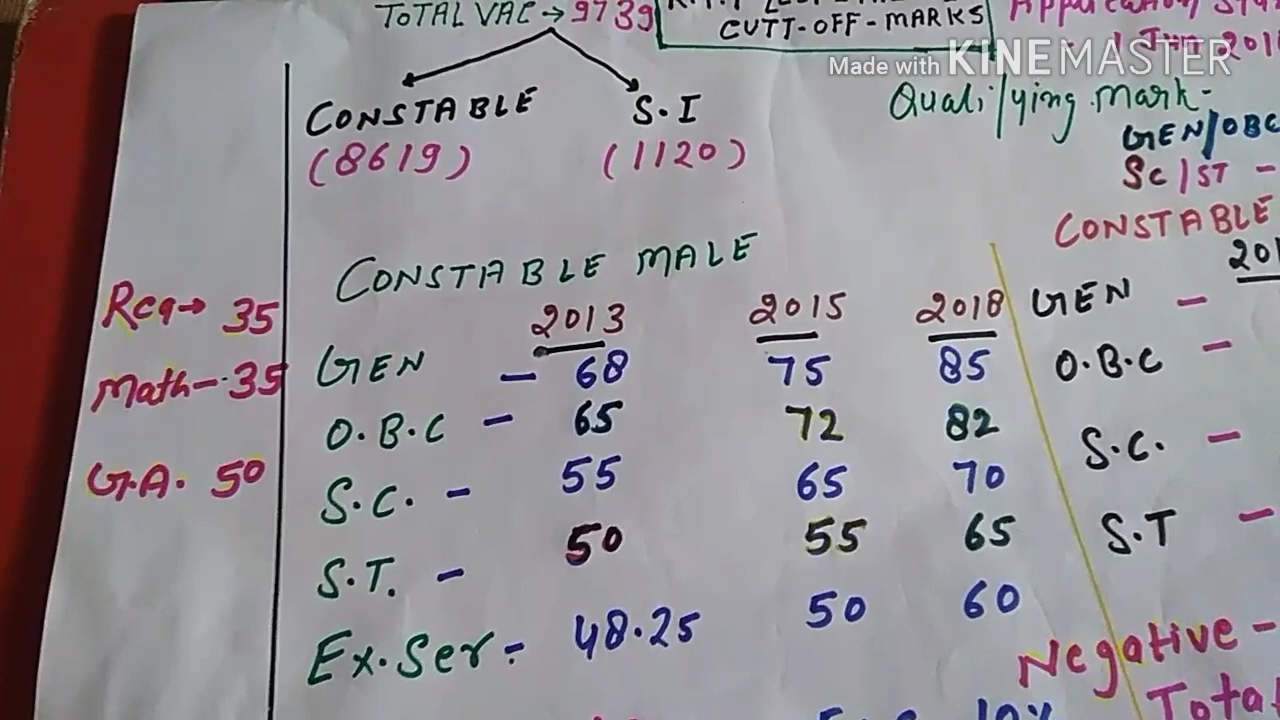 TOTAL VAC → 9739
CUTT-OFF-MARKS
Made with KINEMASTER
CONSTABLE S.I
(8619) (1120)
Qualifying mark-
GEN/OBC
SC/ST -
CONSTABLE MALE
CONSTABLE
2013 2015 2018
GEN - 68 75 85
O.B.C - 65 72 82
S.C. - 55 65 70
S.T. - 50 55 65
Ex.Ser - 48.25 50 60
Rea→ 35
Math-35
G.A. 50
GEN -
O.B.C -
S.C. -
S.T -
Negative -
Total